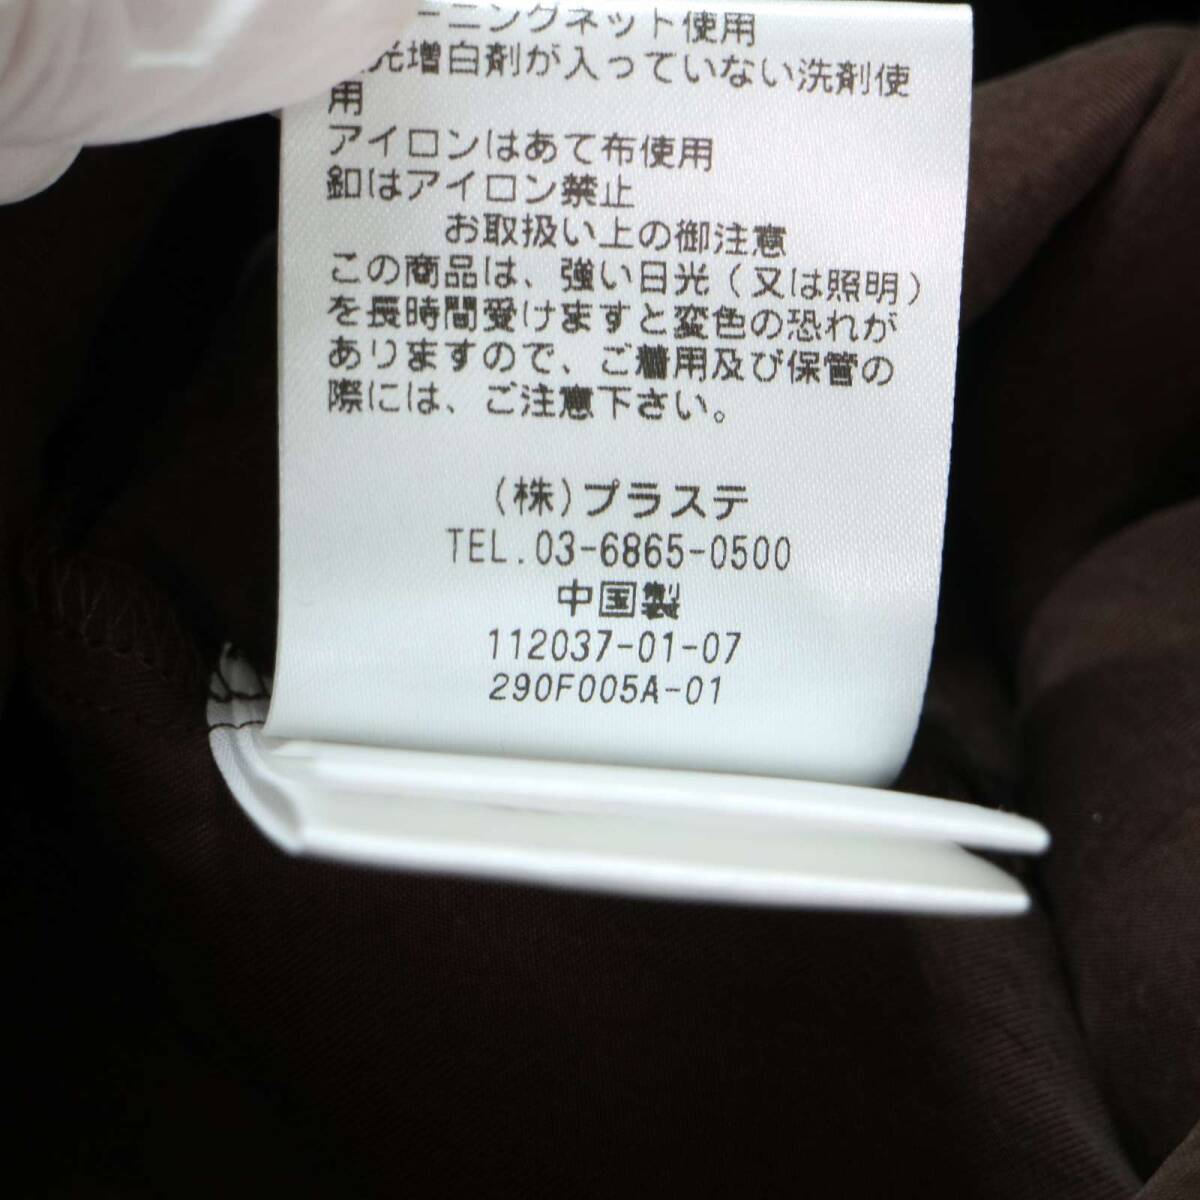 ニングネット使用
光増白剤が入っていない洗剤使
用
アイロンはあて布使用
釦はアイロン禁止
お取扱い上の御注意
この商品は、強い日光(又は照明)
を長時間受けますと変色の恐れが
ありますので、ご着用及び保管の
際には、ご注意下さい。
(株)プラステ
TEL.03-6865-0500
中国製
112037-01-07
290F005A-01